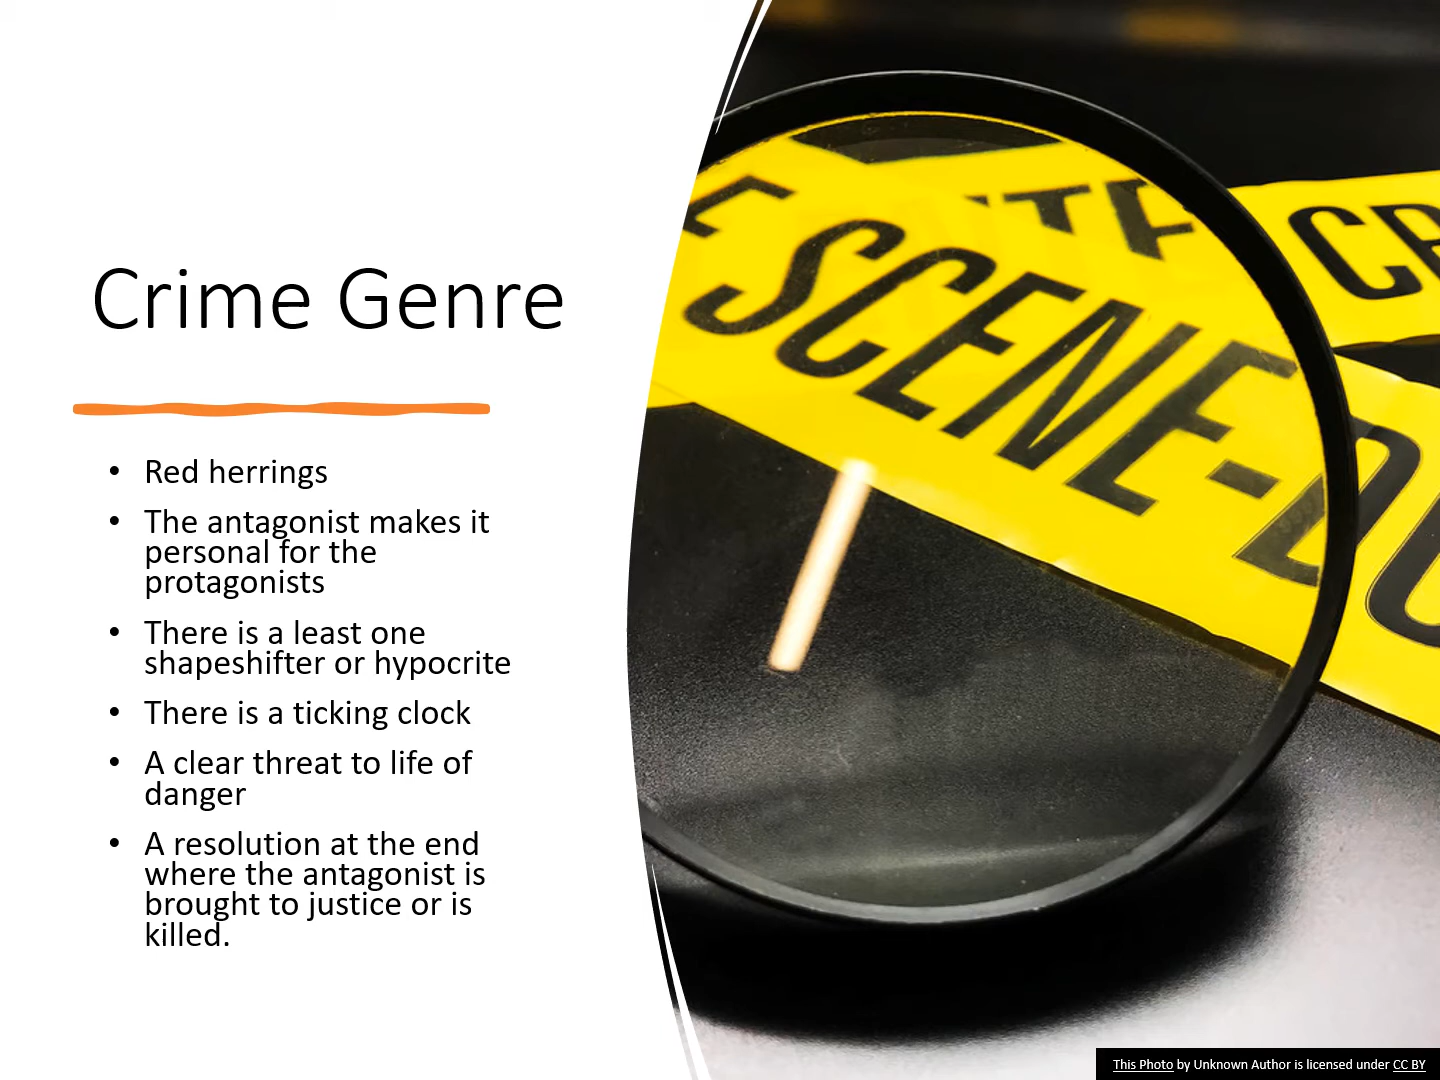 Crime Genre
• Red herrings
• The antagonist makes it
personal for the
protagonists
• There is a least one
shapeshifter or hypocrite
• There is a ticking clock
• A clear threat to life of
danger
• A resolution at the end
where the antagonist is
brought to justice or is
killed.
SCENE-DO
CR
This Photo by Unknown Author is licensed under CC BY